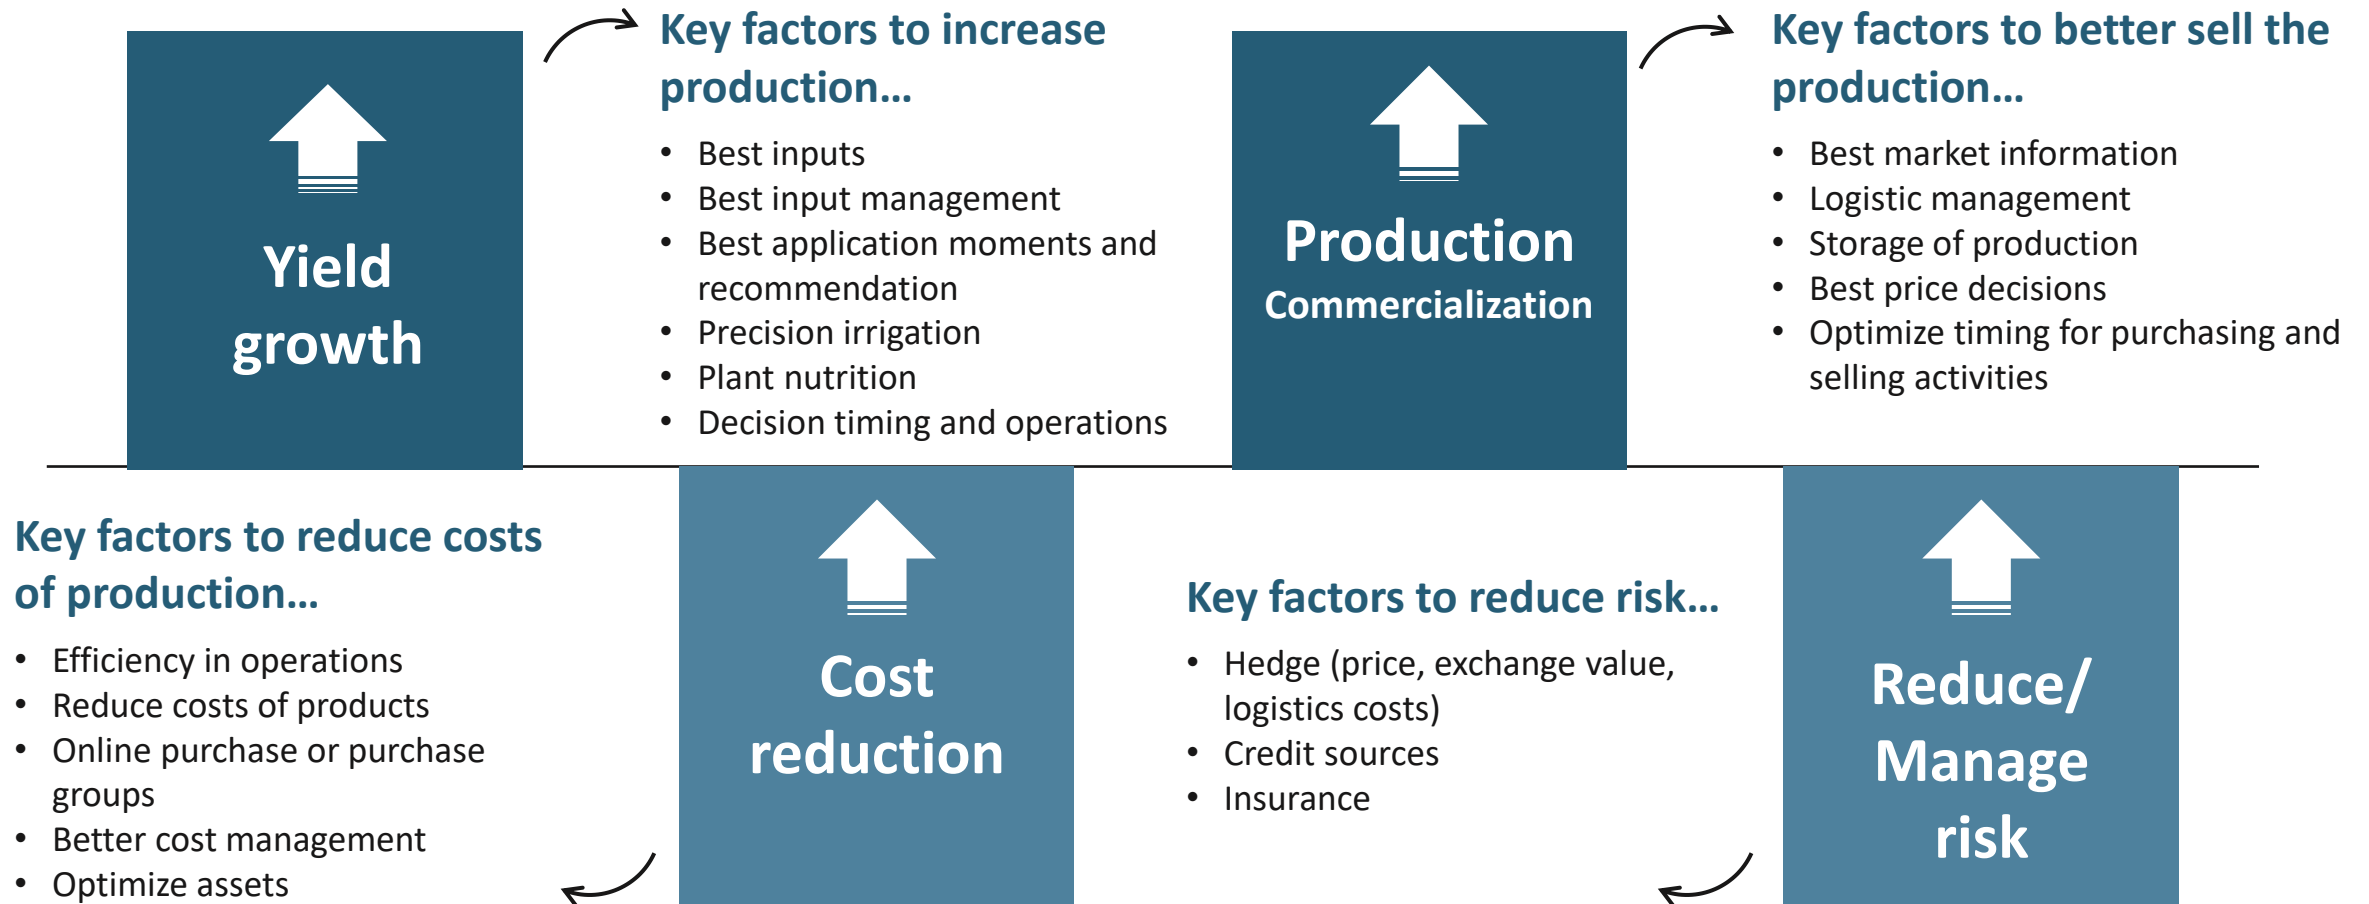 Yield
growth
Key factors to increase
production...
• Best inputs
• Best input management
• Best application moments and
recommendation
• Precision irrigation
• Plant nutrition
• Decision timing and operations
Production
Commercialization
Key factors to better sell the
production...
• Best market information
• Logistic management
• Storage of production
• Best price decisions
• Optimize timing for purchasing and
selling activities
Key factors to reduce costs
of production...
• Efficiency in operations
• Reduce costs of products
• Online purchase or purchase
groups
• Better cost management
• Optimize assets
Cost
reduction
Key factors to reduce risk...
• Hedge (price, exchange value,
logistics costs)
• Credit sources
• Insurance
Reduce/
Manage
risk